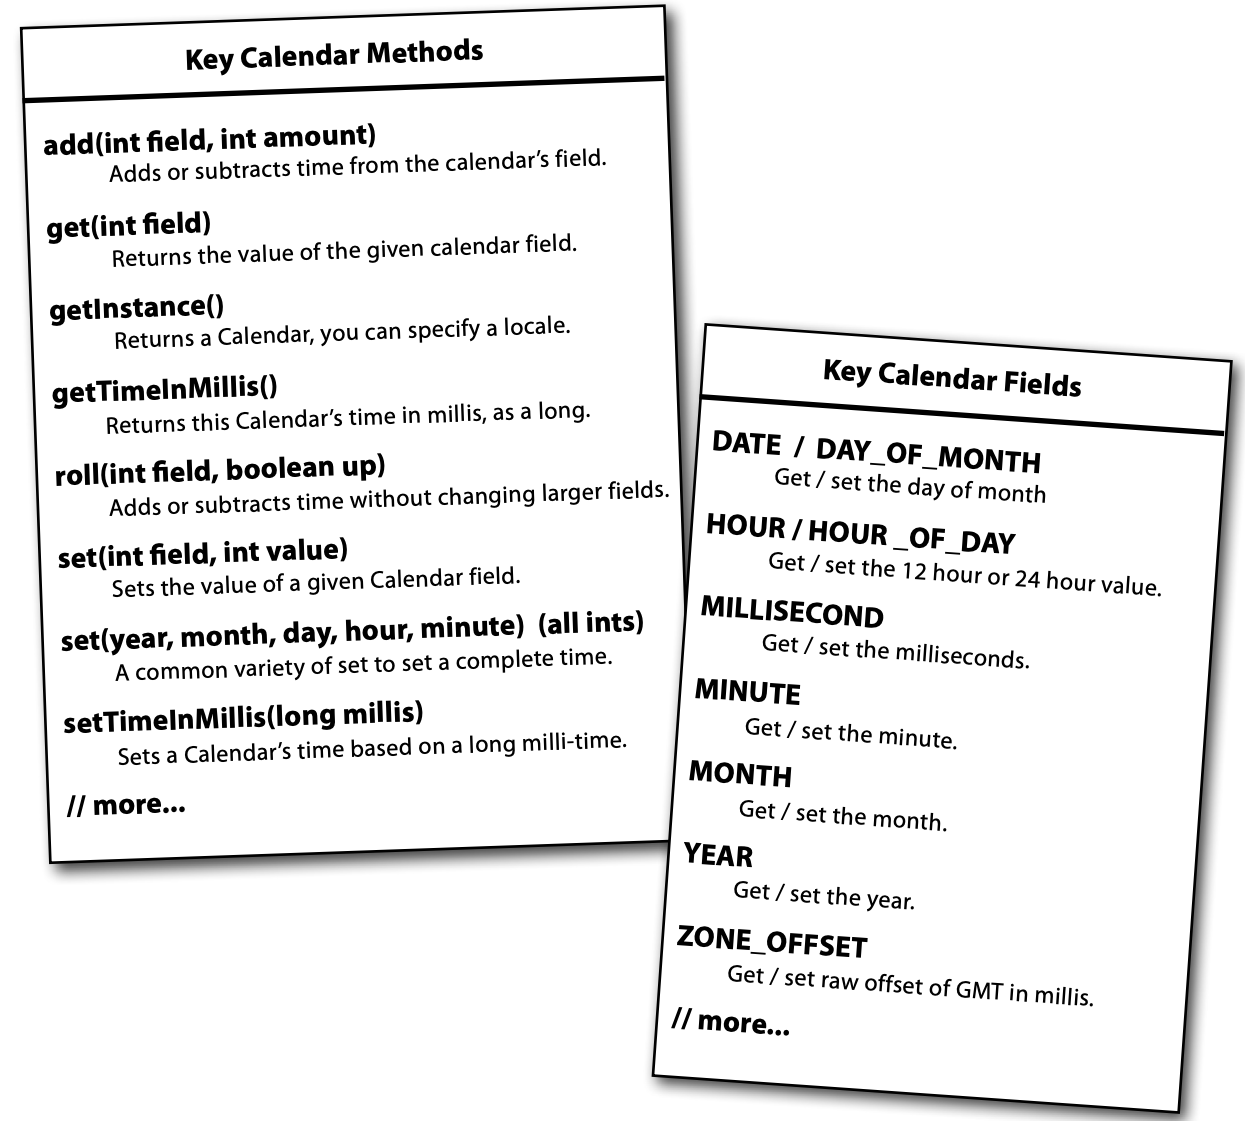 Key Calendar Methods
add(int field, int amount)
Adds or subtracts time from the calendar’s field.
get(int field)
Returns the value of the given calendar field.
getInstance()
Returns a Calendar, you can specify a locale.
getTimeInMillis()
Returns this Calendar’s time in millis, as a long.
roll(int field, boolean up)
Adds or subtracts time without changing larger fields.
set(int field, int value)
Sets the value of a given Calendar field.
set(year, month, day, hour, minute) (all ints)
A common variety of set to set a complete time.
setTimeInMillis(long millis)
Sets a Calendar’s time based on a long milli-time.
// more...
Key Calendar Fields
DATE / DAY_OF_MONTH
Get / set the day of month
HOUR / HOUR _OF_DAY
Get / set the 12 hour or 24 hour value.
MILLISECOND
Get / set the milliseconds.
MINUTE
Get / set the minute.
MONTH
Get / set the month.
YEAR
Get / set the year.
ZONE_OFFSET
Get / set raw offset of GMT in millis.
// more...